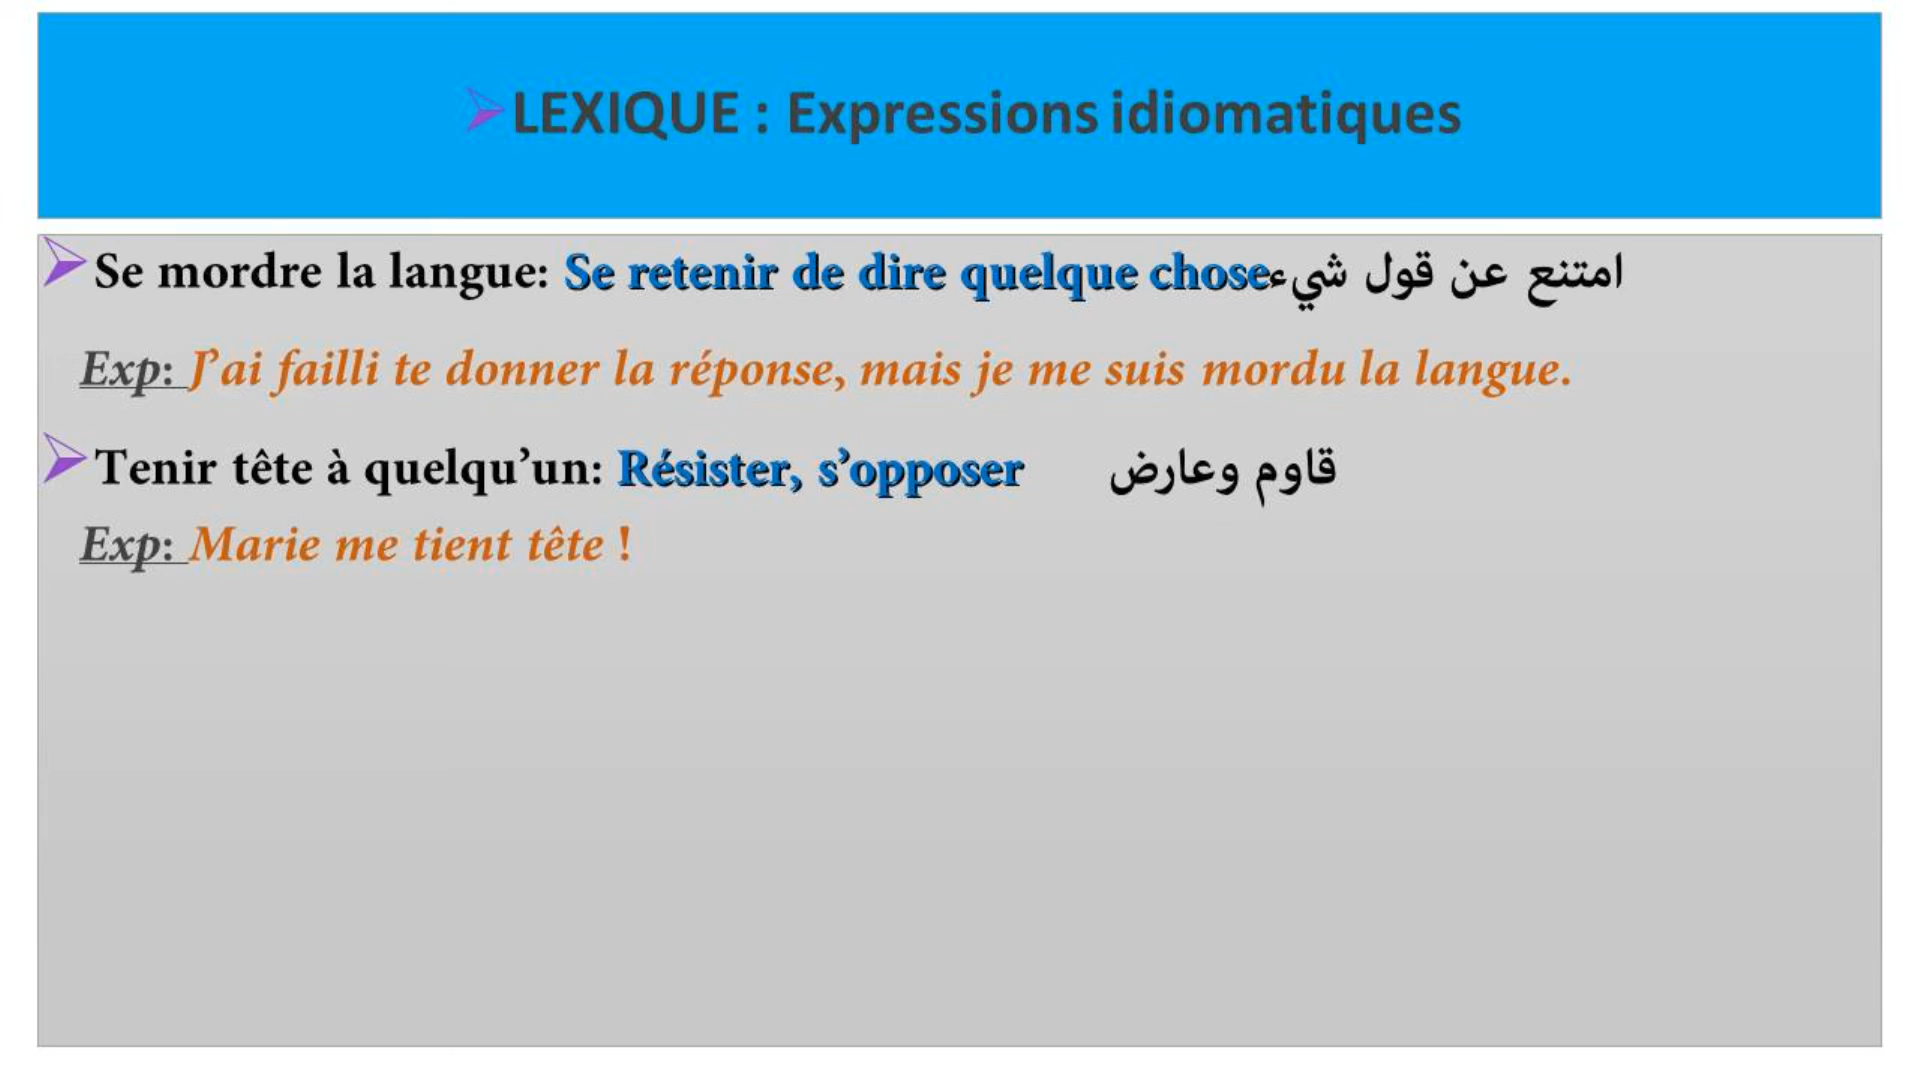 LEXIQUE : Expressions idiomatiques
Se mordre la langue: Se retenir de dire quelque chose امتنع عن قول شيء
Exp: J’ai failli te donner la réponse, mais je me suis mordu la langue.
Tenir tête à quelqu’un: Résister, s’opposer قاوم وعارض
Exp: Marie me tient tête !